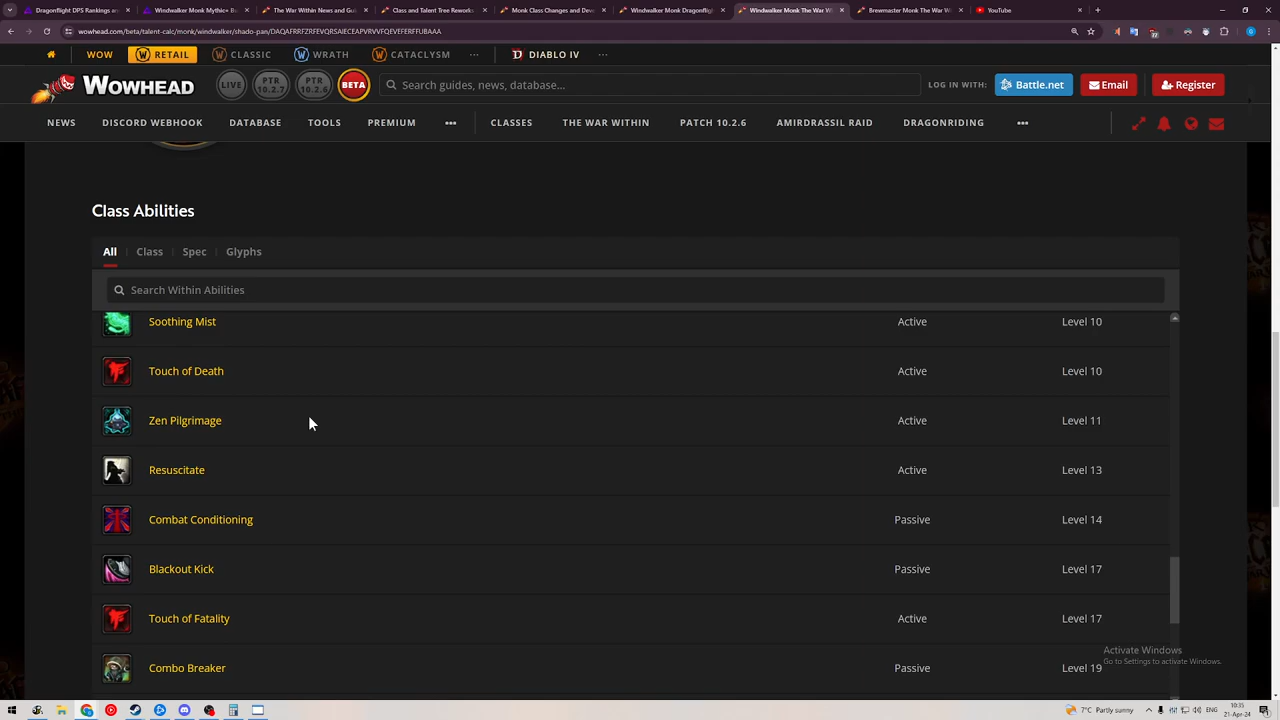 Dragonflight DPS Rankings an
Windwalker Monk Mythic+ B
The War Within News and Gu
Class and Talent Tree Rework
Monk Class Changes and Dev
Windwalker Monk Dragonflig
Windwalker Monk The War W
Brewmaster Monk The War W
YouTube
wowhead.com/beta/talent-calc/monk/windwalker/shado-pan/
WOW
RETAIL
CLASSIC
WRATH
CATACLYSM
DIABLO IV
WOWHEAD
LIVE
PTR 10.2.7
PTR 10.2.6
BETA
Search guides, news, database...
LOG IN WITH:
Battle.net
Email
Register
NEWS
DISCORD WEBHOOK
DATABASE
TOOLS
PREMIUM
CLASSES
THE WAR WITHIN
PATCH 10.2.6
AMIRDRASSIL RAID
DRAGONRIDING
Class Abilities
All
Class
Spec
Glyphs
Search Within Abilities
Soothing Mist Active Level 10
Touch of Death Active Level 10
Zen Pilgrimage Active Level 11
Resuscitate Active Level 13
Combat Conditioning Passive Level 14
Blackout Kick Passive Level 17
Touch of Fatality Active Level 17
Combo Breaker Passive Level 19
Activate Windows
Go to Settings to activate Windows.
7°C Partly sunny
ENG
10:35
21-Apr-24